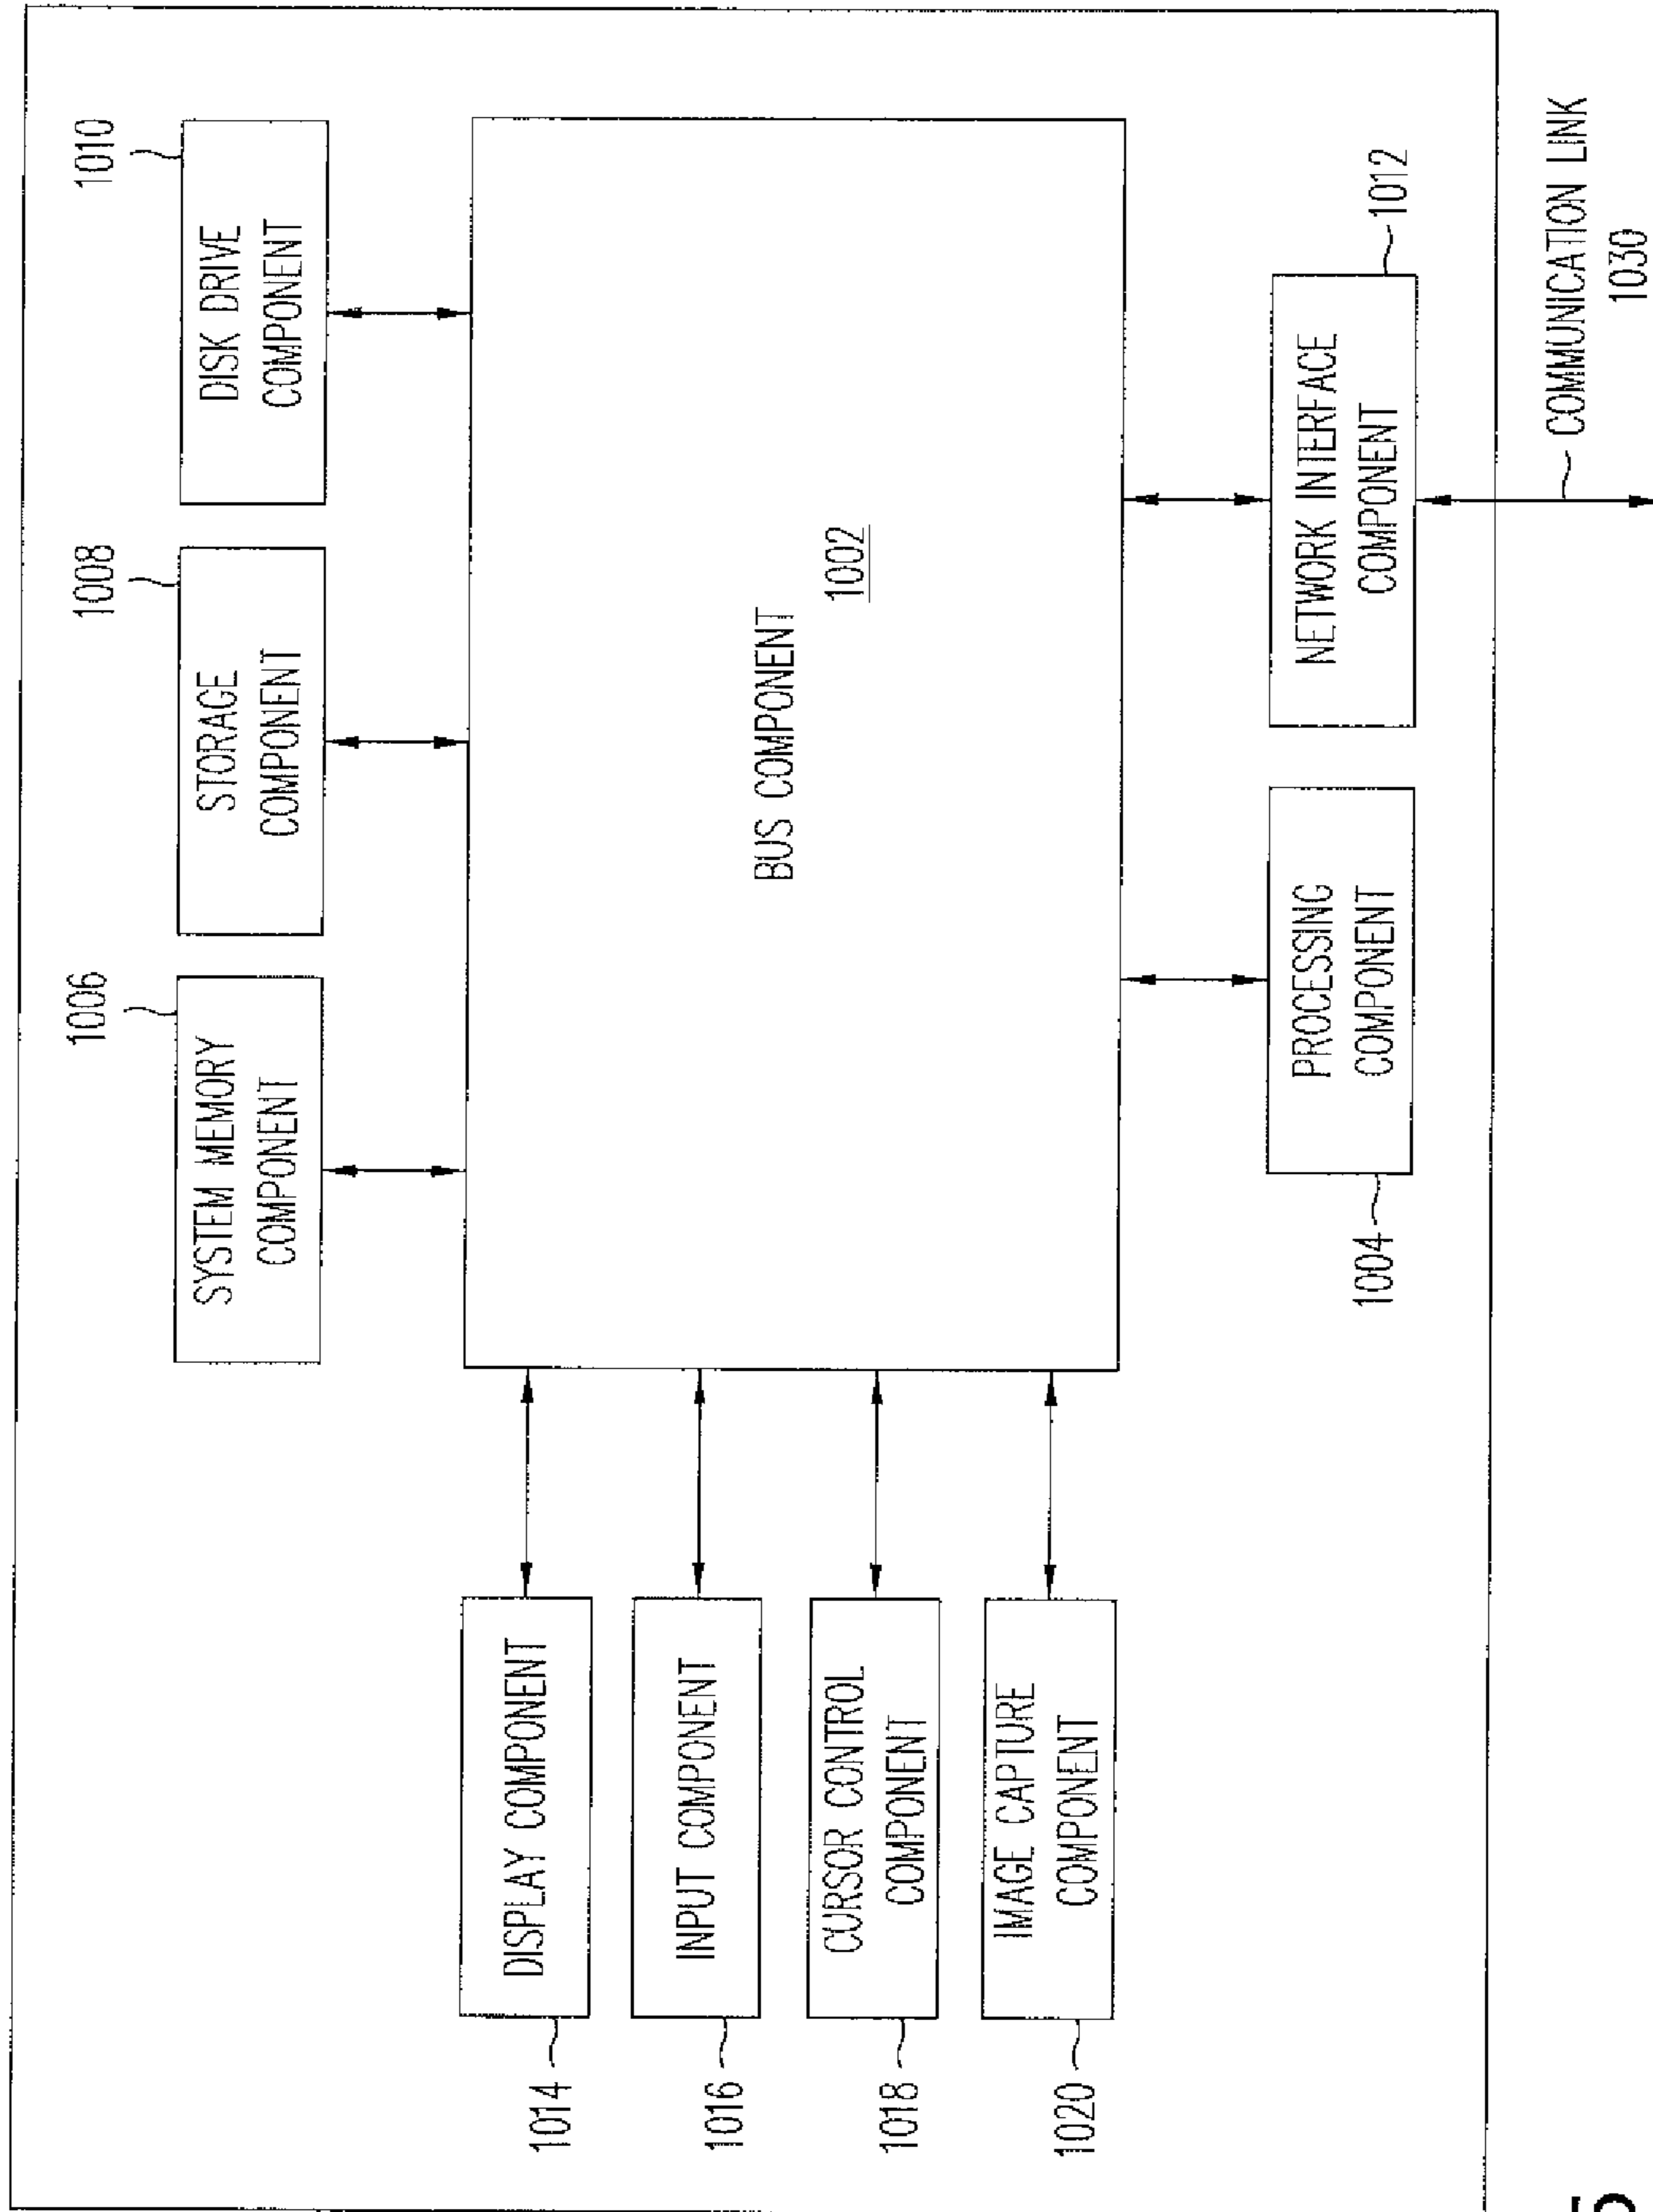 1006
1008
1010
SYSTEM MEMORY
COMPONENT
STORAGE
COMPONENT
DISK DRIVE
COMPONENT
1014
DISPLAY COMPONENT
1016
INPUT COMPONENT
1018
CURSOR CONTROL
COMPONENT
1020
IMAGE CAPTURE
COMPONENT
BUS COMPONENT
1002
1004
PROCESSING
COMPONENT
NETWORK INTERFACE
COMPONENT
1012
COMMUNICATION LINK
1030
5